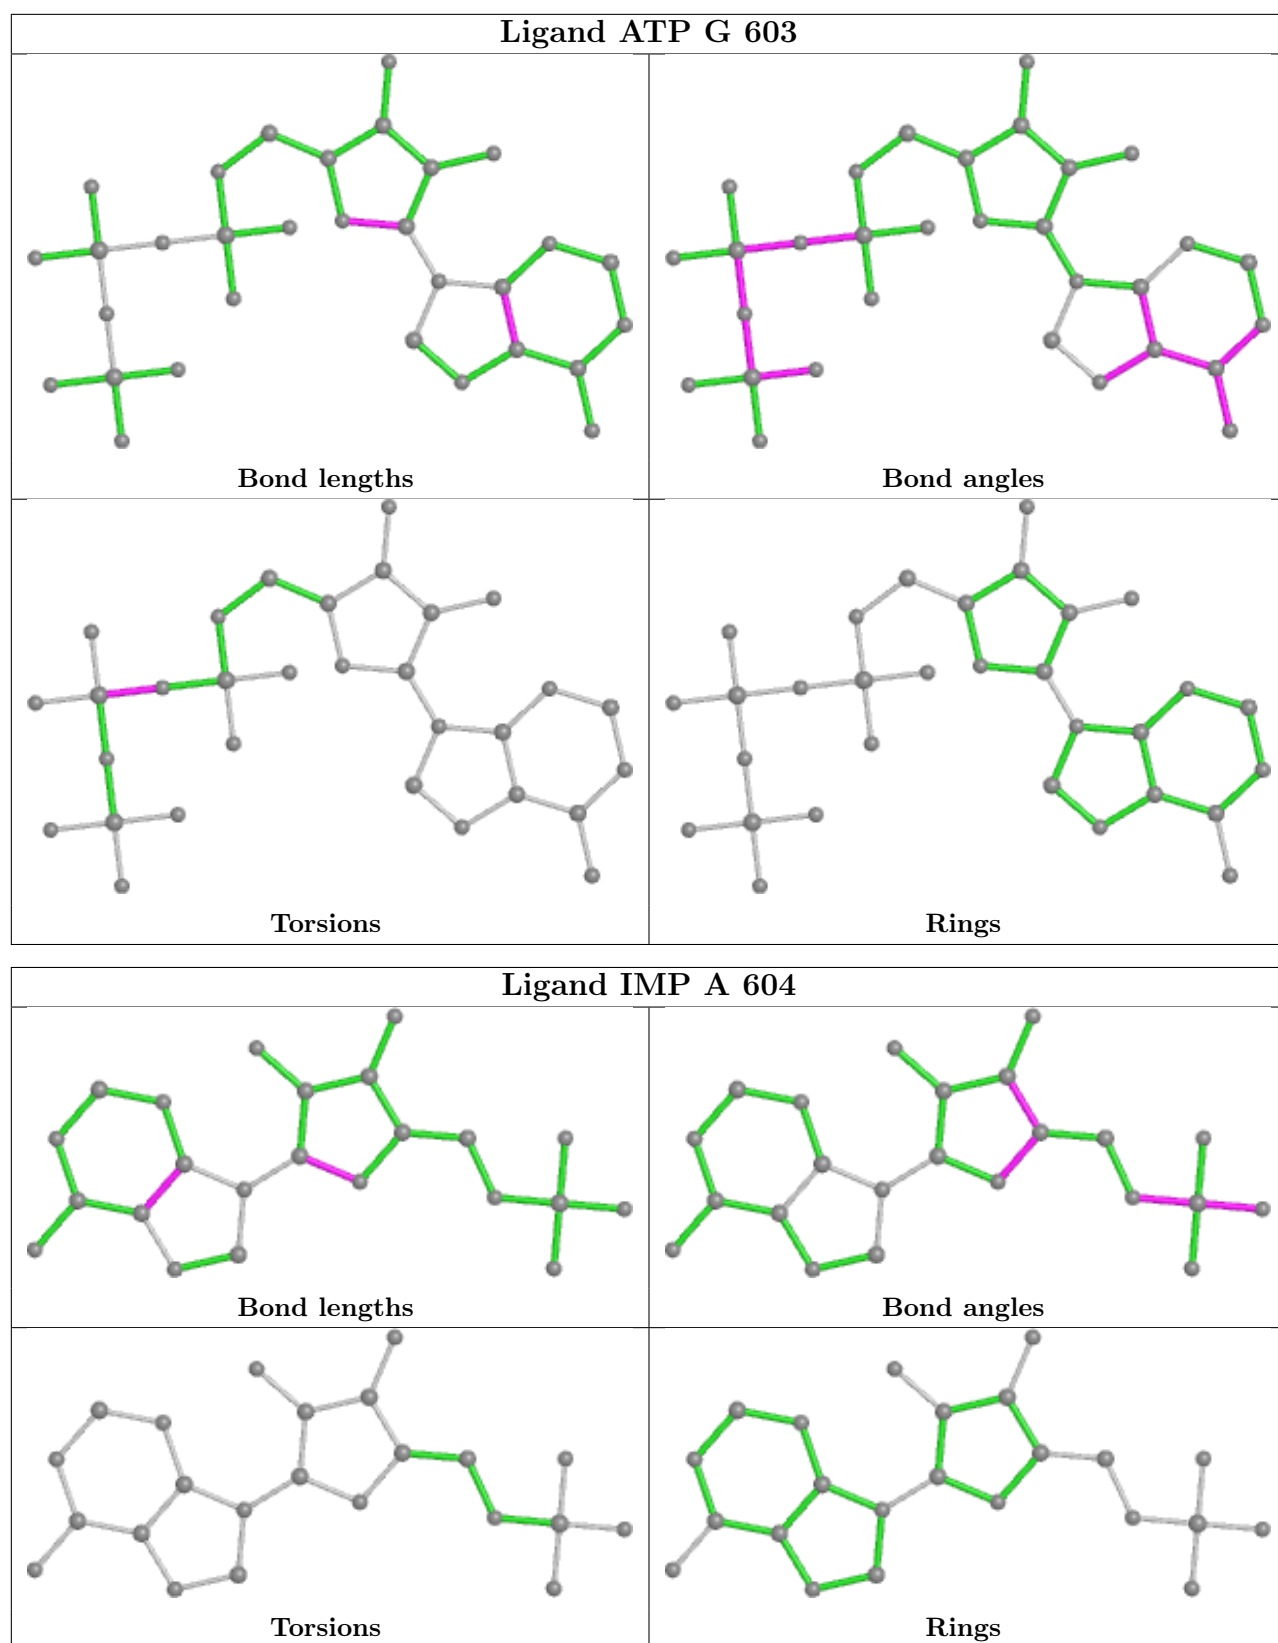 Ligand ATP G 603
Bond lengths
Bond angles
Torsions
Rings
Ligand IMP A 604
Bond lengths
Bond angles
Torsions
Rings